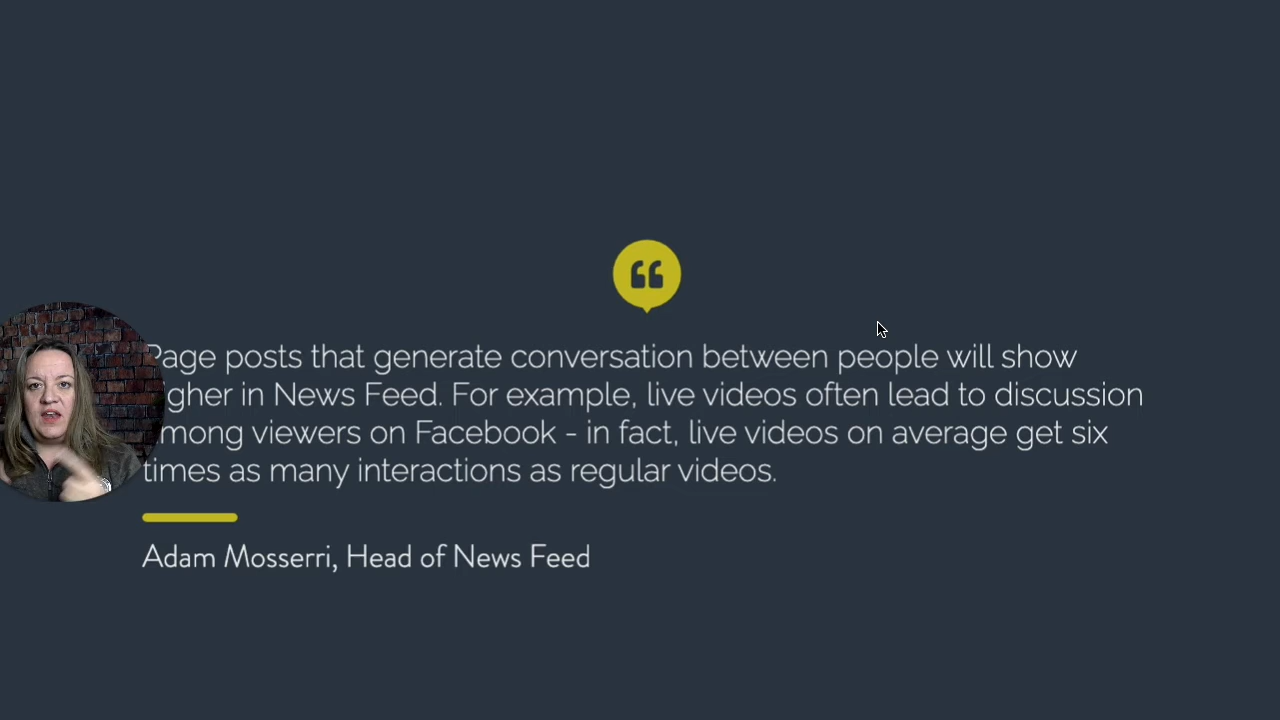 Page posts that generate conversation between people will show
gher in News Feed. For example, live videos often lead to discussion
mong viewers on Facebook - in fact, live videos on average get six
times as many interactions as regular videos.
Adam Mosserri, Head of News Feed